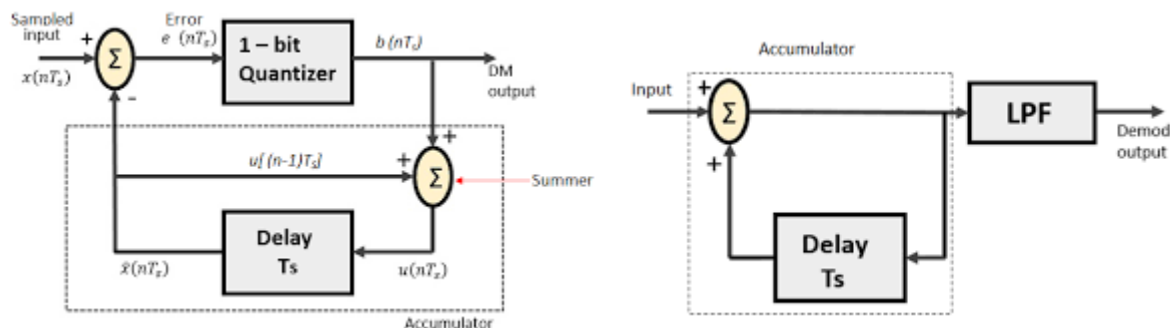 Sampled
input
x(nTₛ)
+
Σ
−
Error
e (nTₛ)
1 – bit
Quantizer
b(nTₛ)
DM
output
+
u[(n-1)Tₛ]
+
Σ
Summer
Delay
Ts
x̂(nTₛ)
u(nTₛ)
Accumulator
Accumulator
Input
+
Σ
+
LPF
Demod
output
Delay
Ts